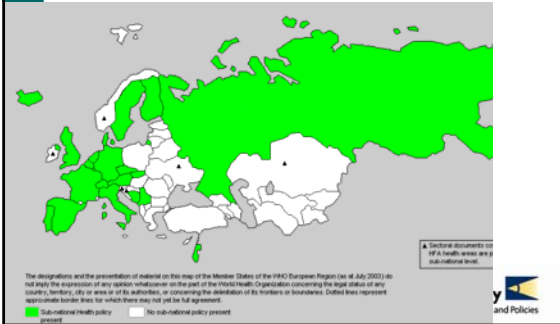 ▲ Sectoral documents co
HFA health areas are p
sub-national level.
The designations and the presentation of material on this map of the Member States of the WHO European Region (as at July 2003) do
not imply the expression of any opinion whatsoever on the part of the World Health Organization concerning the legal status of any
country, territory, city or area or of its authorities, or concerning the delimitation of its frontiers or boundaries. Dotted lines represent
approximate border lines for which there may not yet be full agreement.
Sub-national Health policy
present
No sub-national policy present
y
and Policies